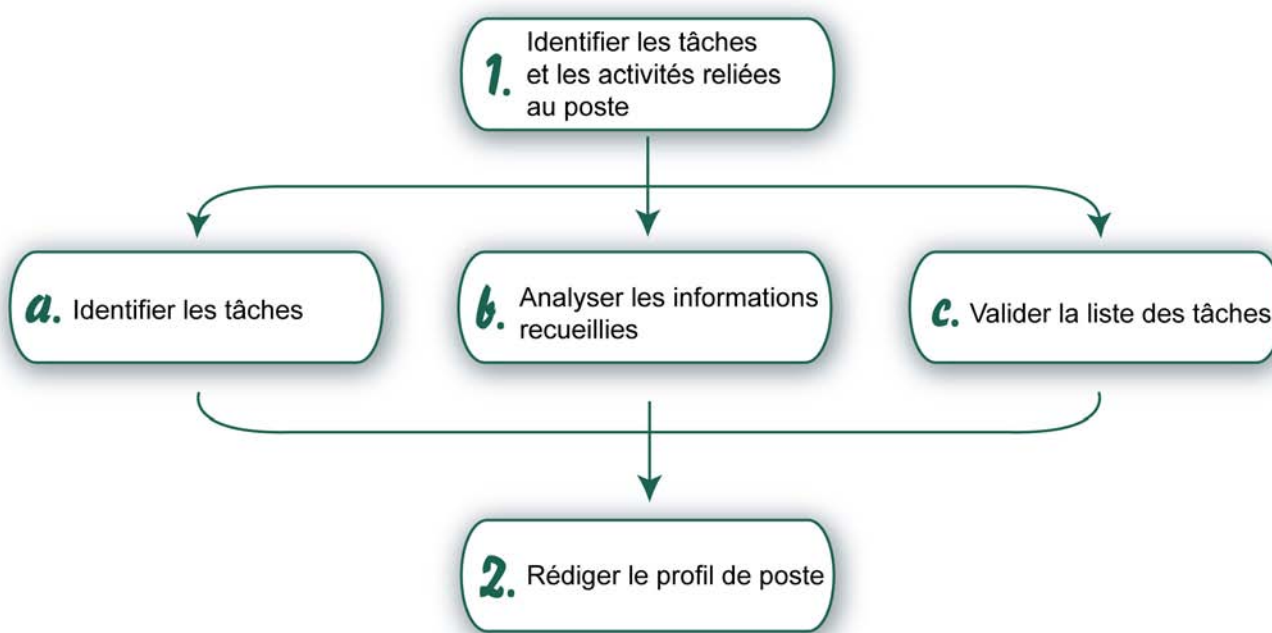 1. Identifier les tâches
et les activités reliées
au poste
a. Identifier les tâches
b. Analyser les informations
recueillies
c. Valider la liste des tâches
2. Rédiger le profil de poste